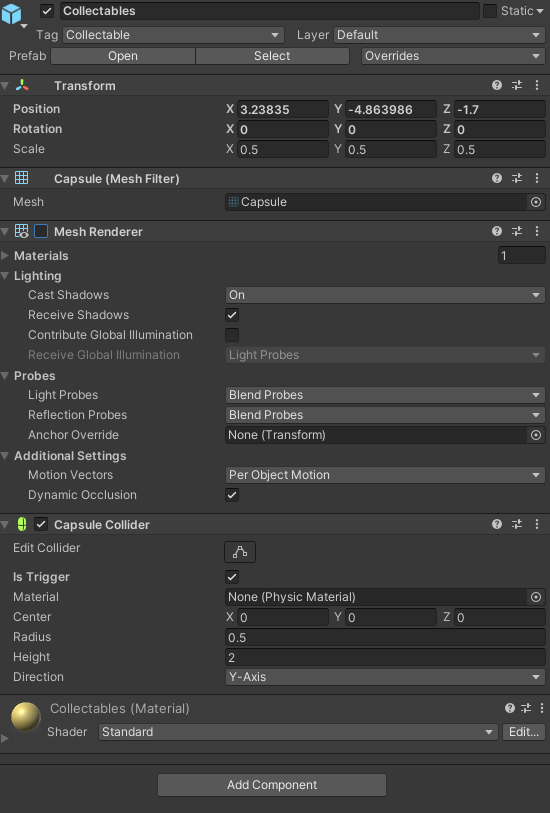 Collectables Static
Tag Collectable Layer Default
Prefab Open Select Overrides
Transform
Position X 3.23835 Y -4.863986 Z -1.7
Rotation X 0 Y 0 Z 0
Scale X 0.5 Y 0.5 Z 0.5
Capsule (Mesh Filter)
Mesh Capsule
Mesh Renderer
Materials 1
Lighting
Cast Shadows On
Receive Shadows
Contribute Global Illumination
Receive Global Illumination Light Probes
Probes
Light Probes Blend Probes
Reflection Probes Blend Probes
Anchor Override None (Transform)
Additional Settings
Motion Vectors Per Object Motion
Dynamic Occlusion
Capsule Collider
Edit Collider
Is Trigger
Material None (Physic Material)
Center X 0 Y 0 Z 0
Radius 0.5
Height 2
Direction Y-Axis
Collectables (Material)
Shader Standard Edit...
Add Component